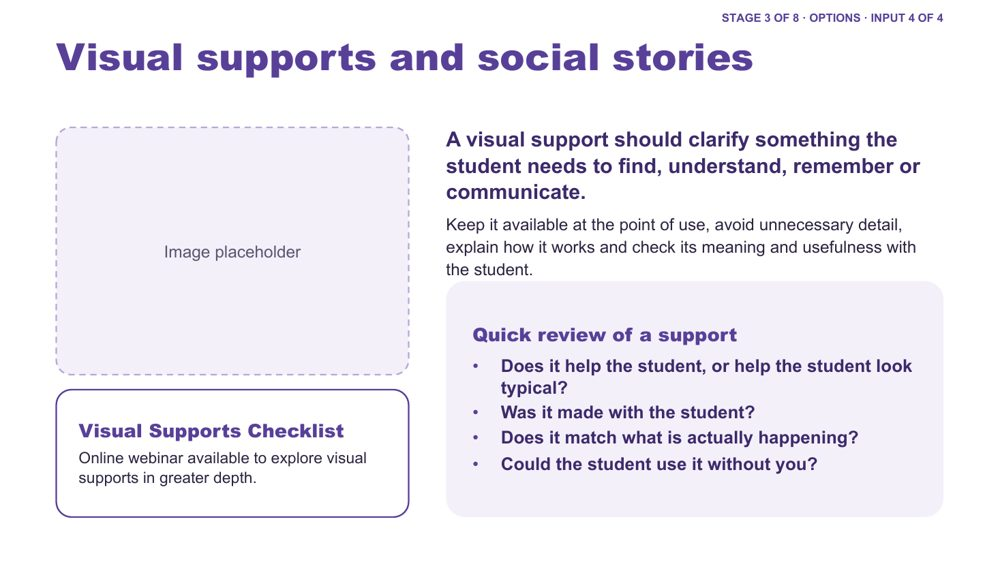 STAGE 3 OF 8 · OPTIONS · INPUT 4 OF 4
Visual supports and social stories
Image placeholder
Visual Supports Checklist
Online webinar available to explore visual
supports in greater depth.
A visual support should clarify something the
student needs to find, understand, remember or
communicate.
Keep it available at the point of use, avoid unnecessary detail,
explain how it works and check its meaning and usefulness with
the student.
Quick review of a support
• Does it help the student, or help the student look
typical?
• Was it made with the student?
• Does it match what is actually happening?
• Could the student use it without you?